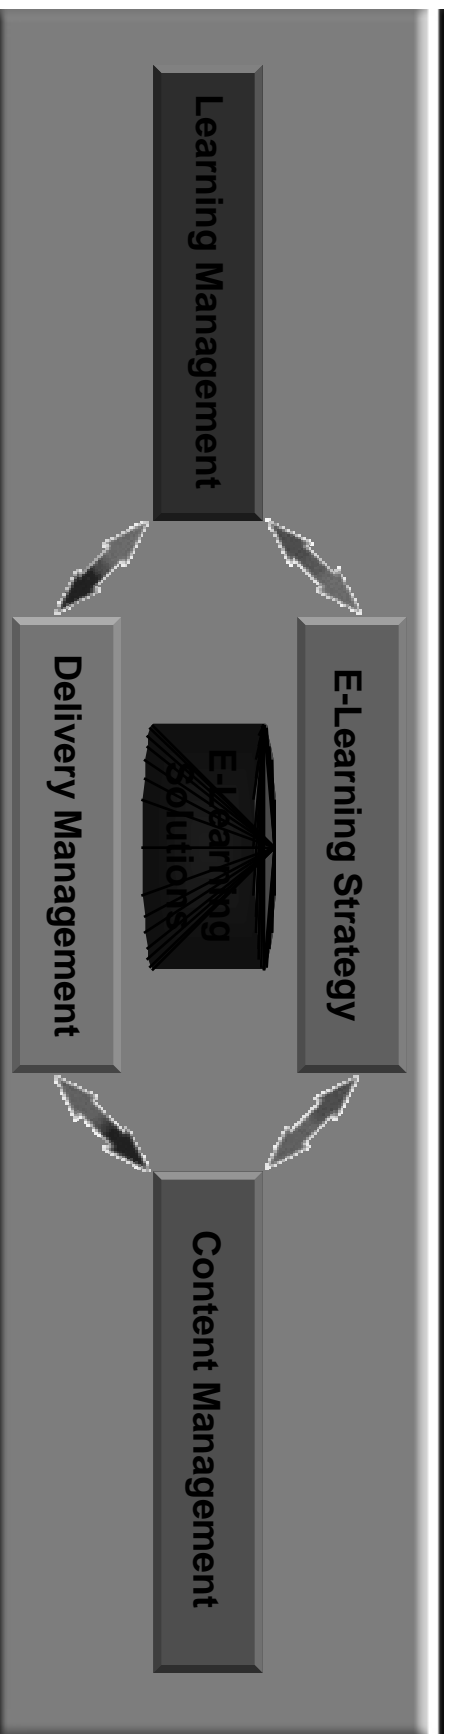 E-Learning Strategy
Learning Management
E-Learning
Solutions
Content Management
Delivery Management